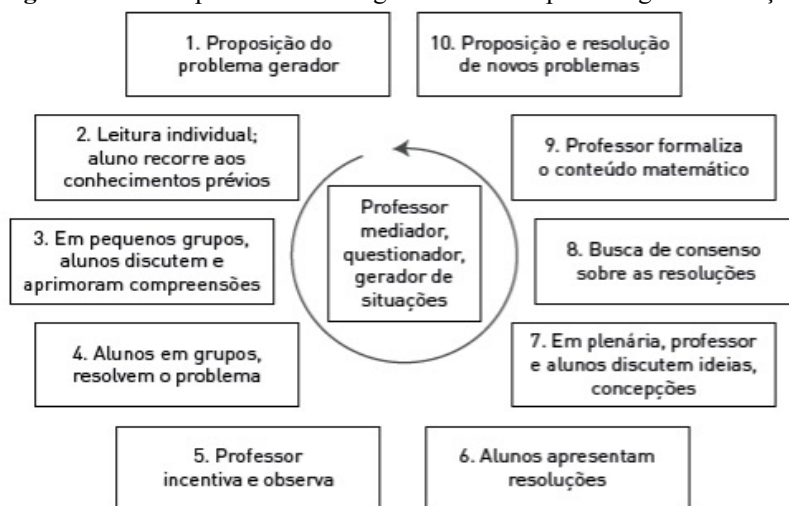 1. Proposição do
problema gerador
10. Proposição e resolução
de novos problemas
2. Leitura individual;
aluno recorre aos
conhecimentos prévios
9. Professor formaliza
o conteúdo matemático
Professor
mediador,
questionador,
gerador de
situações
3. Em pequenos grupos,
alunos discutem e
aprimoram compreensões
8. Busca de consenso
sobre as resoluções
4. Alunos em grupos,
resolvem o problema
7. Em plenária, professor
e alunos discutem ideias,
concepções
5. Professor
incentiva e observa
6. Alunos apresentam
resoluções